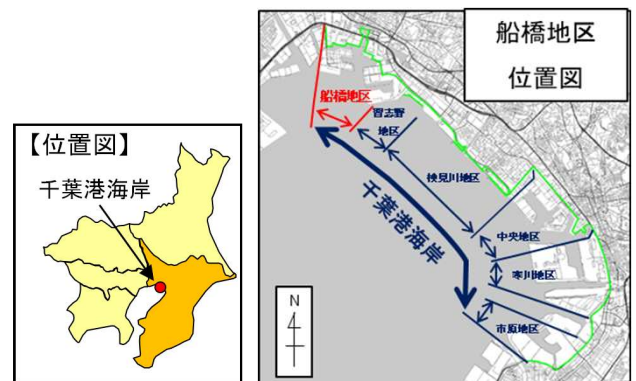 【位置図】
千葉港海岸
船橋地区
位置図
船橋地区
習志野
地区
検見川地区
千葉港海岸
中央地区
寒川地区
市原地区
N